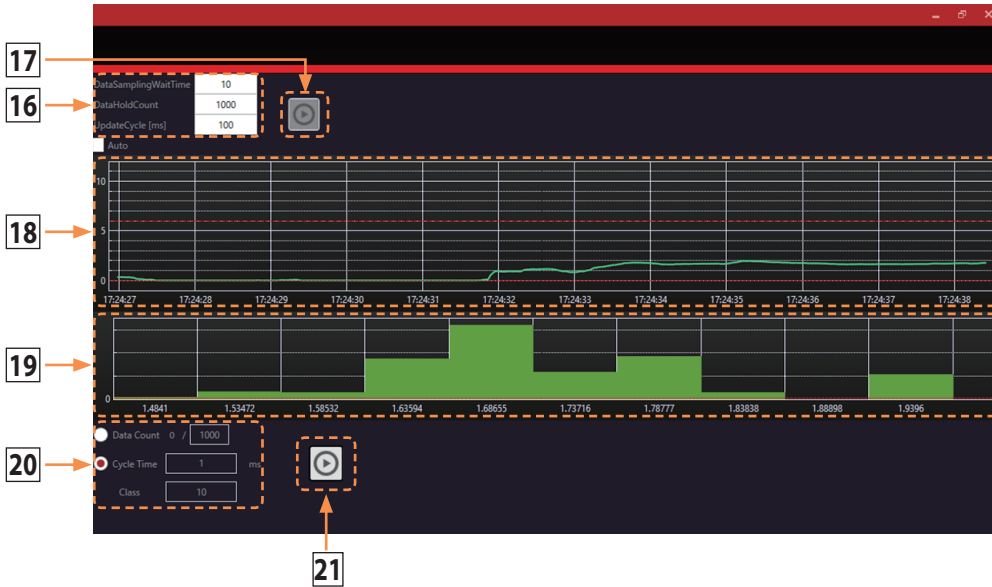 17
16
DataSamplingWaitTime 10
DataHoldCount 1000
UpdateCycle [ms] 100
Auto
18
10
5
0
17:24:27 17:24:28 17:24:29 17:24:30 17:24:31 17:24:32 17:24:33 17:24:34 17:24:35 17:24:36 17:24:37 17:24:38
19
0
1.4841 1.53472 1.58532 1.63594 1.68655 1.73716 1.78777 1.83838 1.88898 1.9396
20
Data Count 0 / 1000
Cycle Time 1 ms
Class 10
21